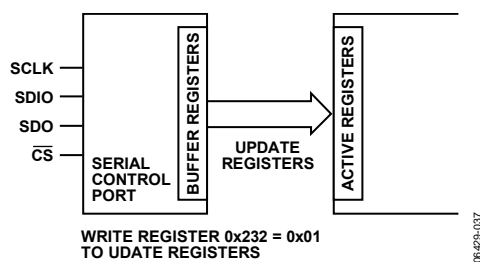 SCLK
SDIO
SDO
CS
SERIAL
CONTROL
PORT
BUFFER REGISTERS
UPDATE
REGISTERS
ACTIVE REGISTERS
WRITE REGISTER 0x232 = 0x01
TO UDATE REGISTERS
06429-037